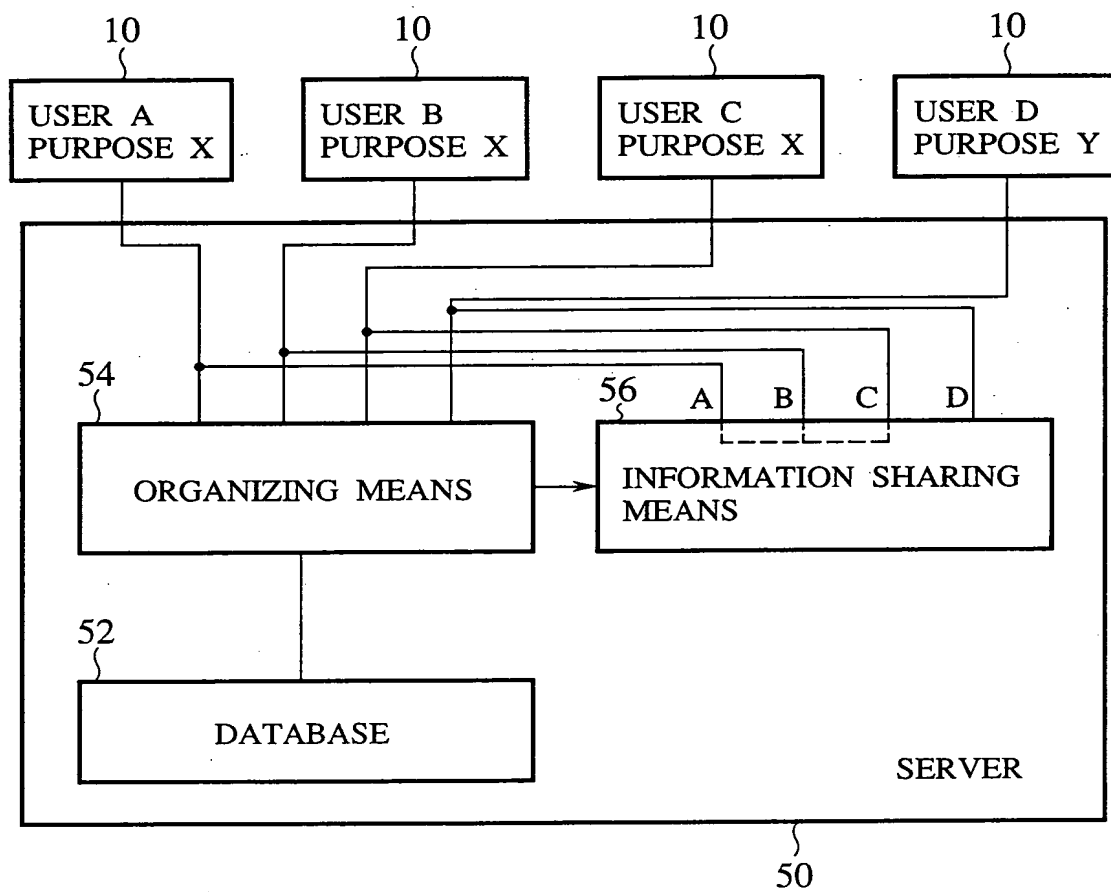 10
10
10
10
USER A
PURPOSE X
USER B
PURPOSE X
USER C
PURPOSE X
USER D
PURPOSE Y
54
56
A
B
C
D
ORGANIZING MEANS
INFORMATION SHARING
MEANS
52
DATABASE
SERVER
50